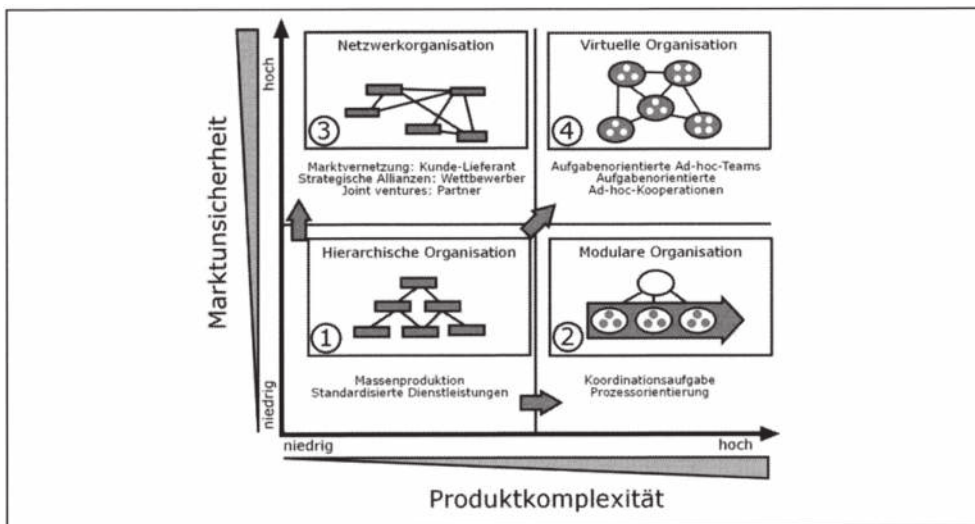 Marktunsicherheit
hoch
niedrig
Netzwerkorganisation
3
Marktvernetzung: Kunde-Lieferant
Strategische Allianzen: Wettbewerber
Joint ventures: Partner
Virtuelle Organisation
4
Aufgabenorientierte Ad-hoc-Teams
Aufgabenorientierte
Ad-hoc-Kooperationen
Hierarchische Organisation
1
Massenproduktion
Standardisierte Dienstleistungen
Modulare Organisation
2
Koordinationsaufgabe
Prozessorientierung
niedrig
hoch
Produktkomplexität